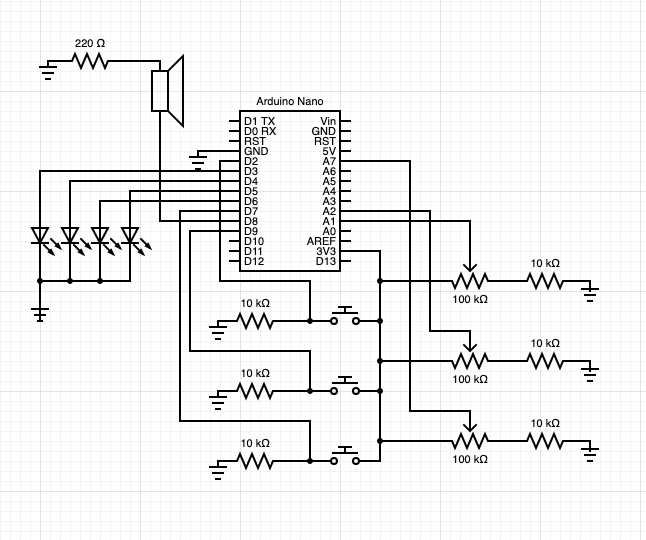 220 Ω
Arduino Nano
D1 TX Vin
D0 RX GND
RST RST
GND 5V
D2 A7
D3 A6
D4 A5
D5 A4
D6 A3
D7 A2
D8 A1
D9 A0
D10 AREF
D11 3V3
D12 D13
10 kΩ
100 kΩ
10 kΩ
10 kΩ
100 kΩ
10 kΩ
10 kΩ
10 kΩ
100 kΩ